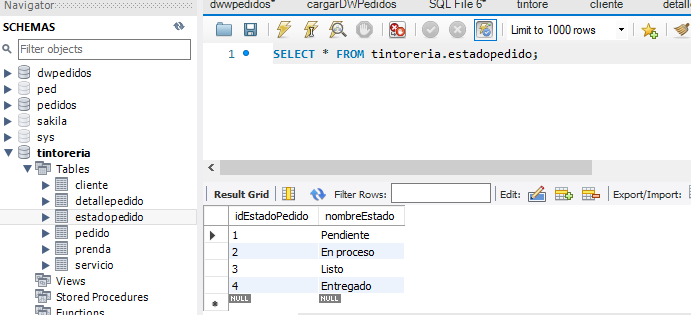 Navigator:
SCHEMAS
Filter objects
dwpedidos
ped
pedidos
sakila
sys
tintoreria
Tables
cliente
detallepedido
estadopedido
pedido
prenda
servicio
Views
Stored Procedures
Functions
dwwpedidos* cargarDWPedidos SQL File 6* tintore cliente detalle
Limit to 1000 rows
1 SELECT * FROM tintoreria.estadopedido;
Result Grid Filter Rows: Edit: Export/Import:
idEstadoPedido nombreEstado
1 Pendiente
2 En proceso
3 Listo
4 Entregado
NULL NULL